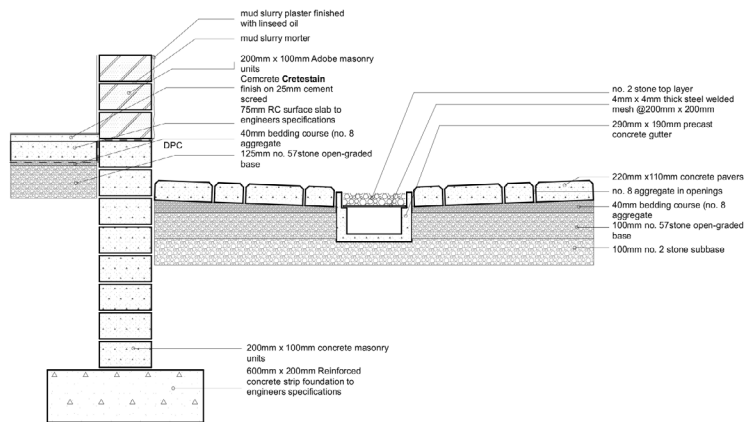 mud slurry plaster finished
with linseed oil
mud slurry morter
200mm x 100mm Adobe masonry
units
Cemcrete Cretestain
finish on 25mm cement
screed
75mm RC surface slab to
engineers specifications
40mm bedding course (no. 8
aggregate
125mm no. 57stone open-graded
base
DPC
no. 2 stone top layer
4mm x 4mm thick steel welded
mesh @200mm x 200mm
290mm x 190mm precast
concrete gutter
220mm x110mm concrete pavers
no. 8 aggregate in openings
40mm bedding course (no. 8
aggregate
100mm no. 57stone open-graded
base
100mm no. 2 stone subbase
200mm x 100mm concrete masonry
units
600mm x 200mm Reinforced
concrete strip foundation to
engineers specifications